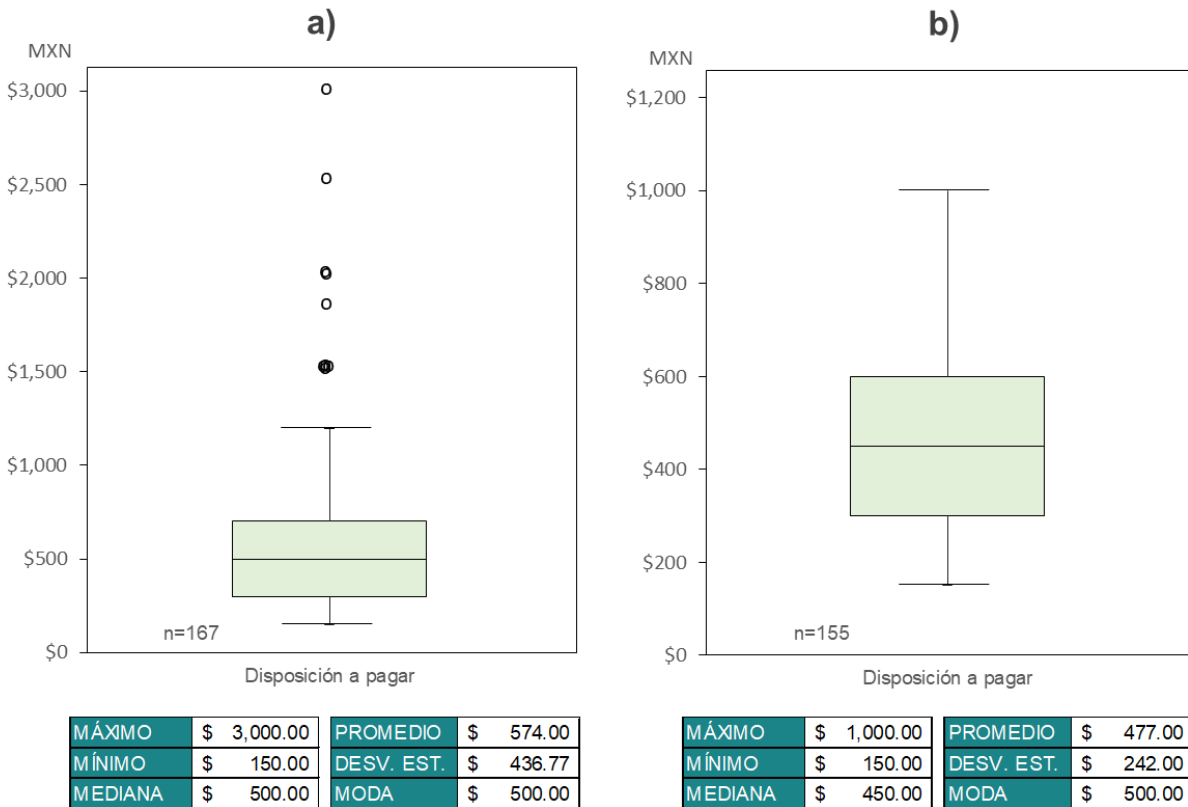 a)
MXN
$3,000
$2,500
$2,000
$1,500
$1,000
$500
$0
n=167
Disposición a pagar
MÁXIMO $ 3,000.00 PROMEDIO $ 574.00
MÍNIMO $ 150.00 DESV. EST. $ 436.77
MEDIANA $ 500.00 MODA $ 500.00
b)
MXN
$1,200
$1,000
$800
$600
$400
$200
$0
n=155
Disposición a pagar
MÁXIMO $ 1,000.00 PROMEDIO $ 477.00
MÍNIMO $ 150.00 DESV. EST. $ 242.00
MEDIANA $ 450.00 MODA $ 500.00